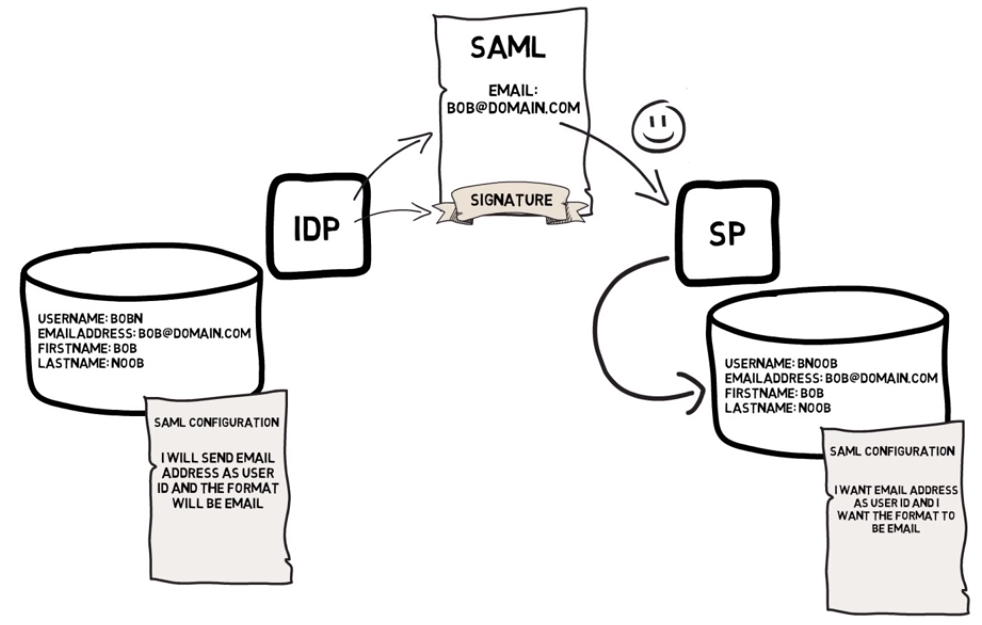 SAML
EMAIL:
BOB@DOMAIN.COM
SIGNATURE
IDP
SP
USERNAME: BOBN
EMAILADDRESS: BOB@DOMAIN.COM
FIRSTNAME: BOB
LASTNAME: NOOB
SAML CONFIGURATION
I WILL SEND EMAIL
ADDRESS AS USER
ID AND THE FORMAT
WILL BE EMAIL
USERNAME: BNOOB
EMAILADDRESS: BOB@DOMAIN.COM
FIRSTNAME: BOB
LASTNAME: NOOB
SAML CONFIGURATION
I WANT EMAIL ADDRESS
AS USER ID AND I
WANT THE FORMAT TO
BE EMAIL